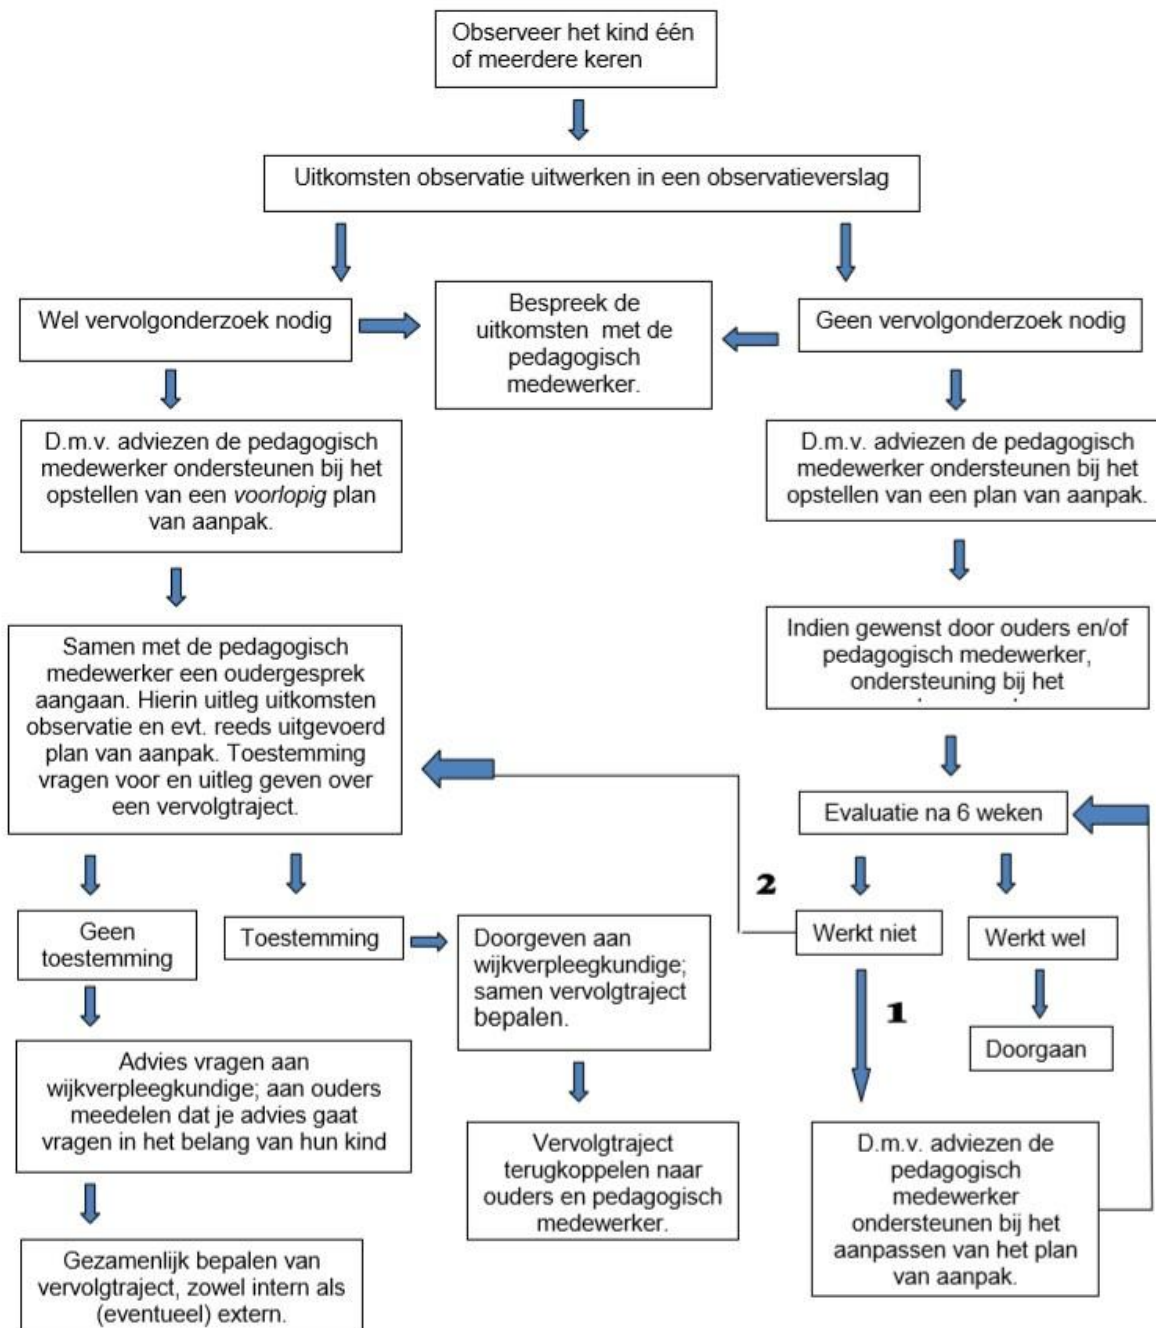 Observeer het kind één
of meerdere keren
Uitkomsten observatie uitwerken in een observatieverslag
Wel vervolgonderzoek nodig
Bespreek de
uitkomsten met de
pedagogisch
medewerker.
Geen vervolgonderzoek nodig
D.m.v. adviezen de pedagogisch
medewerker ondersteunen bij het
opstellen van een voorlopig plan
van aanpak.
D.m.v. adviezen de pedagogisch
medewerker ondersteunen bij het
opstellen van een plan van aanpak.
Samen met de pedagogisch
medewerker een oudergesprek
aangaan. Hierin uitleg uitkomsten
observatie en evt. reeds uitgevoerd
plan van aanpak. Toestemming
vragen voor en uitleg geven over
een vervolgtraject.
Indien gewenst door ouders en/of
pedagogisch medewerker,
ondersteuning bij het
Evaluatie na 6 weken
2
Geen
toestemming
Toestemming
Doorgeven aan
wijkverpleegkundige;
samen vervolgtraject
bepalen.
Werkt niet
Werkt wel
1
Doorgaan
Advies vragen aan
wijkverpleegkundige; aan ouders
meedelen dat je advies gaat
vragen in het belang van hun kind
Vervolgtraject
terugkoppelen naar
ouders en pedagogisch
medewerker.
D.m.v. adviezen de
pedagogisch
medewerker
ondersteunen bij het
aanpassen van het plan
van aanpak.
Gezamenlijk bepalen van
vervolgtraject, zowel intern als
(eventueel) extern.